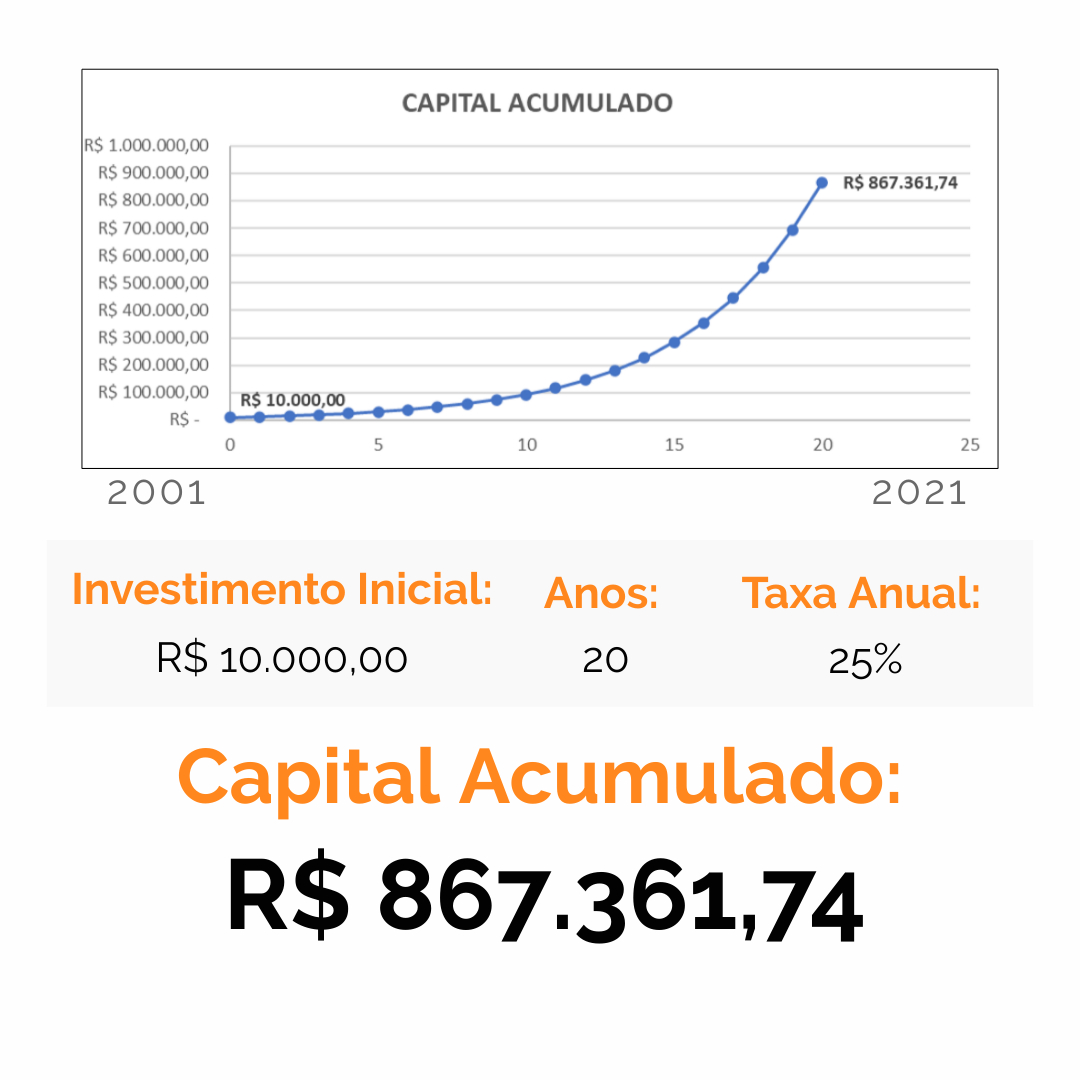 CAPITAL ACUMULADO
R$ 1.000.000,00
R$ 900.000,00
R$ 800.000,00
R$ 700.000,00
R$ 600.000,00
R$ 500.000,00
R$ 400.000,00
R$ 300.000,00
R$ 200.000,00
R$ 100.000,00
R$ -
R$ 10.000,00
R$ 867.361,74
0 5 10 15 20 25
2001 2021
Investimento Inicial: Anos: Taxa Anual:
R$ 10.000,00 20 25%
Capital Acumulado:
R$ 867.361,74